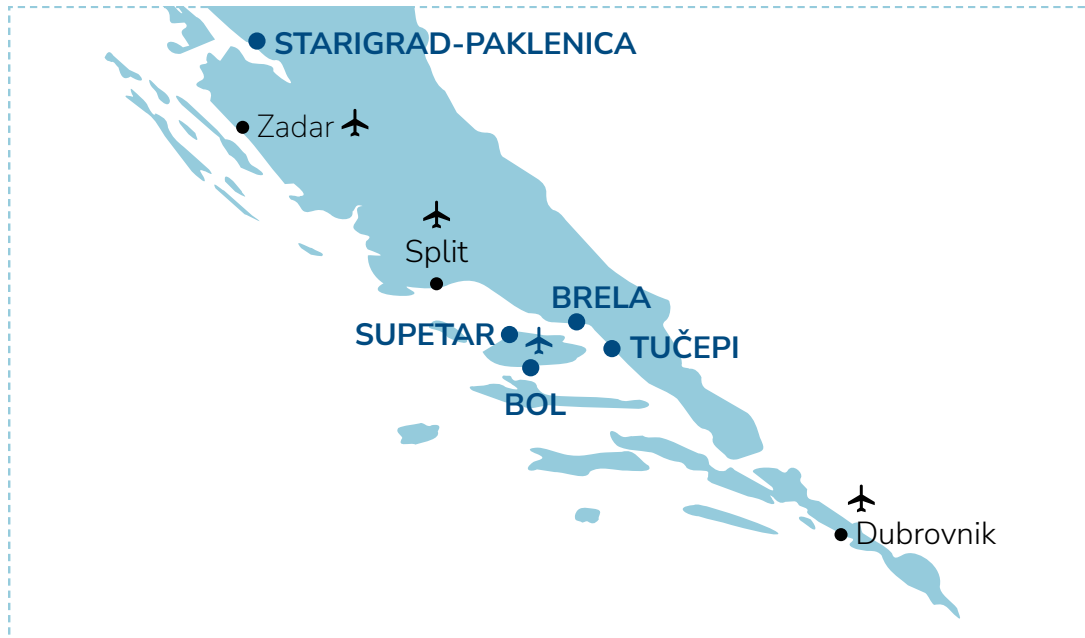 STARIGRAD-PAKLENICA
Zadar
Split
BRELA
SUPETAR
TUČEPI
BOL
Dubrovnik